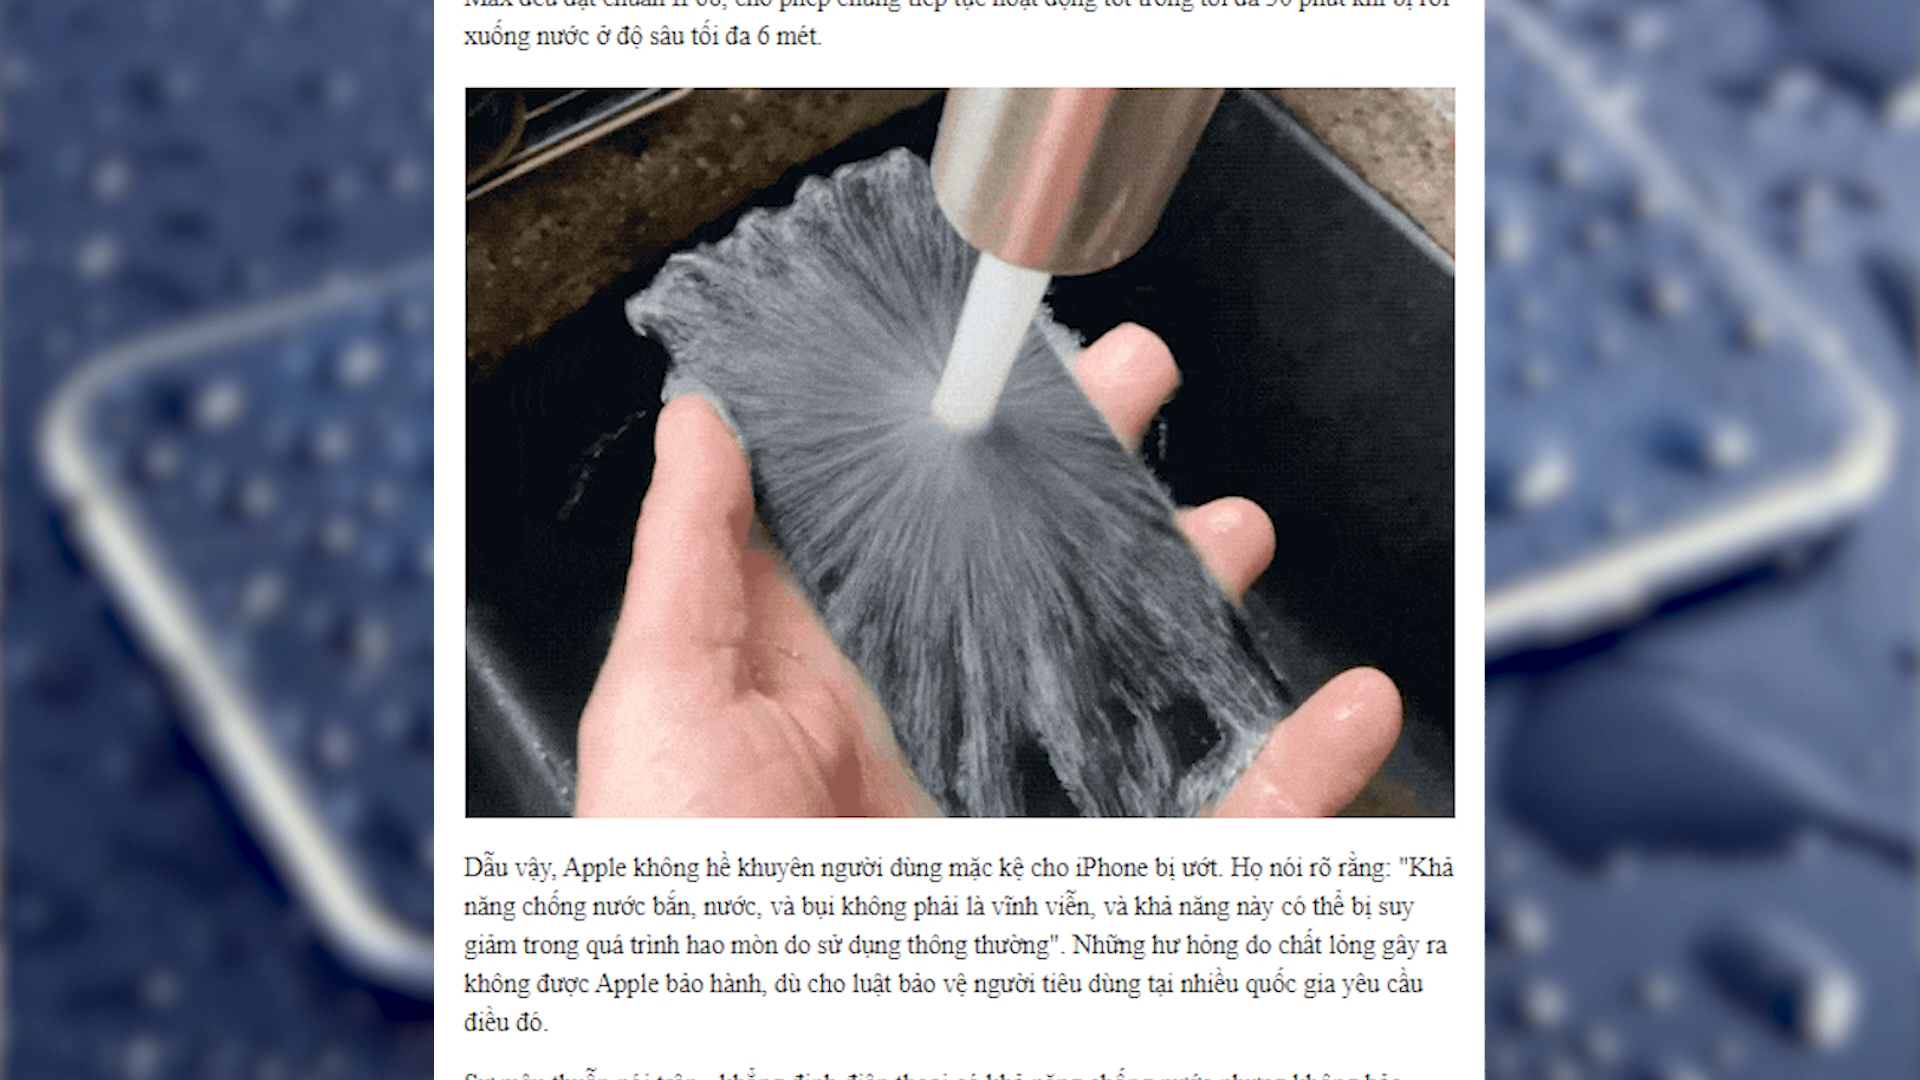 xuống nước ở độ sâu tối đa 6 mét.
Dẫu vậy, Apple không hề khuyên người dùng mặc kệ cho iPhone bị ướt. Họ nói rõ rằng: "Khả
năng chống nước bắn, nước, và bụi không phải là vĩnh viễn, và khả năng này có thể bị suy
giảm trong quá trình hao mòn do sử dụng thông thường". Những hư hỏng do chất lỏng gây ra
không được Apple bảo hành, dù cho luật bảo vệ người tiêu dùng tại nhiều quốc gia yêu cầu
điều đó.